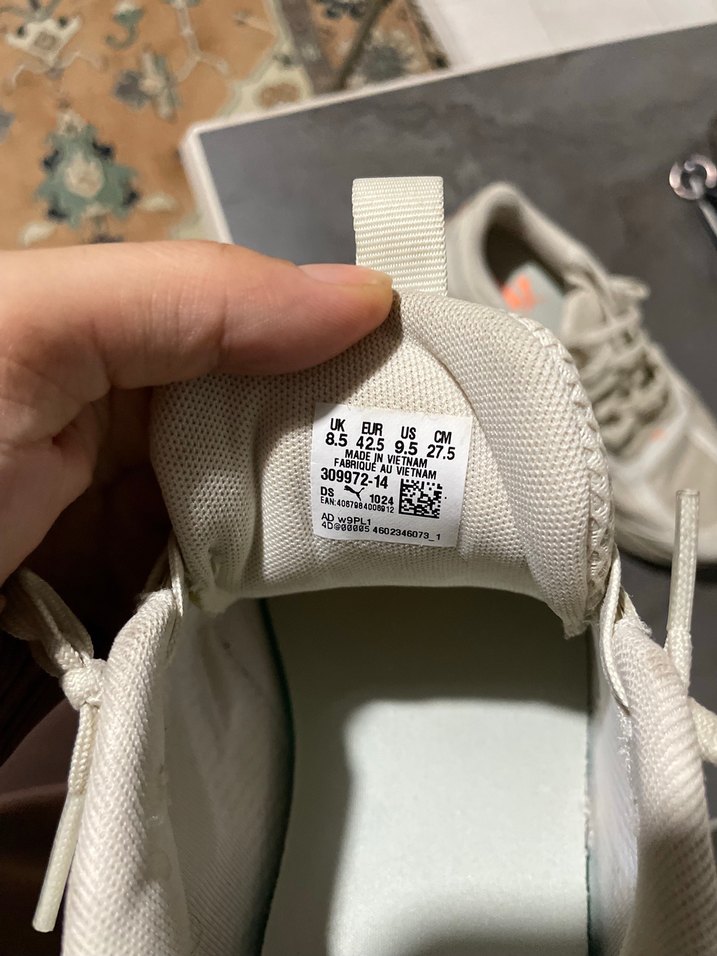 UK EUR US CM
8.5 42.5 9.5 27.5
MADE IN VIETNAM
FABRIQUÉ AU VIETNAM
309972-14
DS 1024
EAN:4067984006912
AD w9PL1
4D@00005 4602346073_1